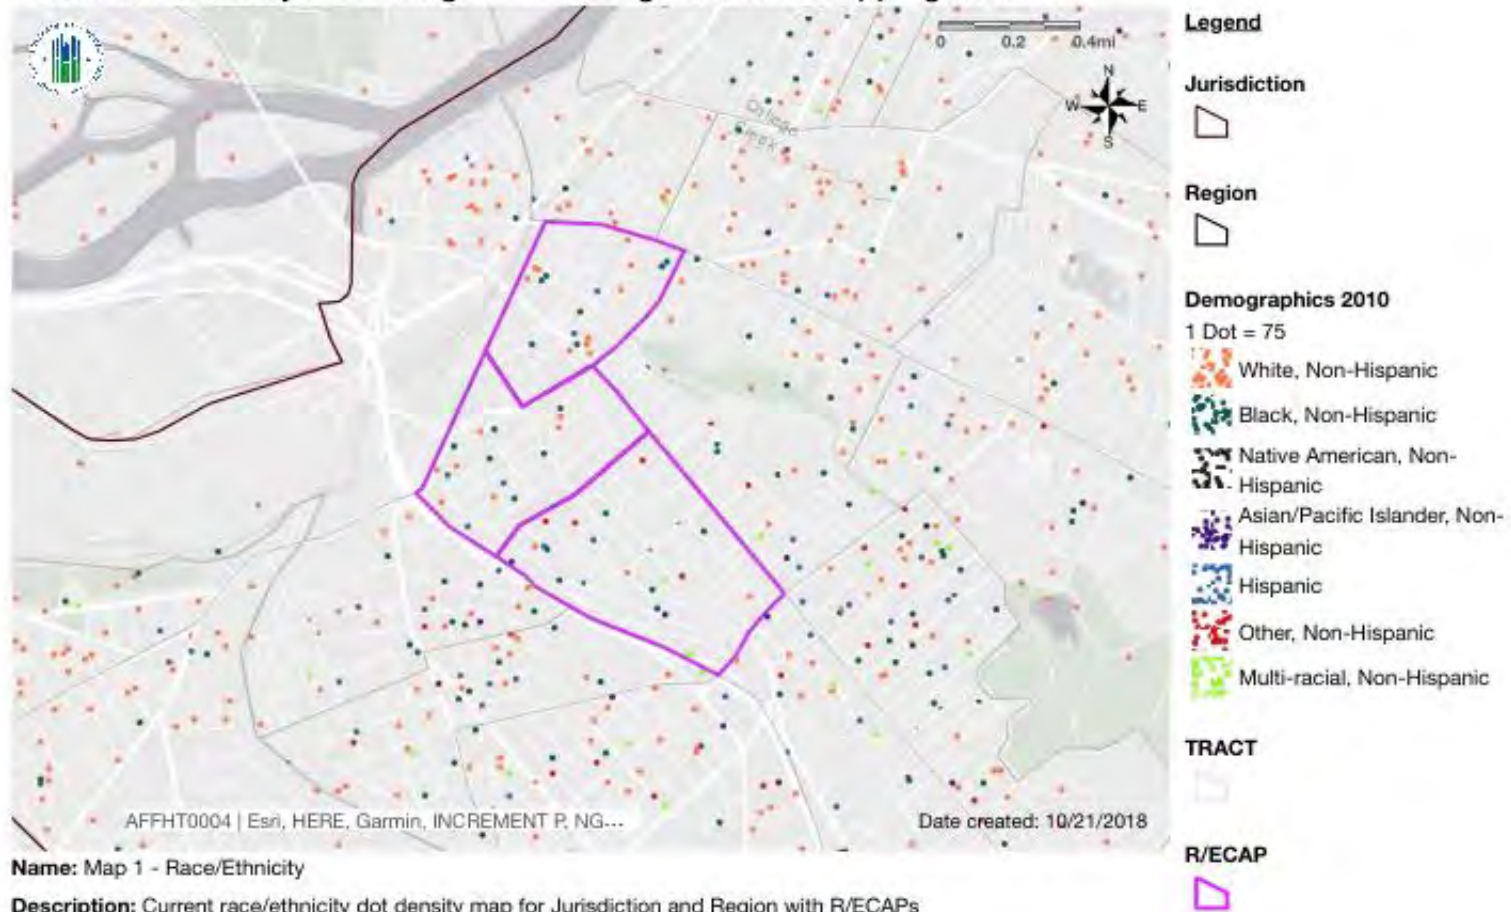 0 0.2 0.4mi
N
W E
S
College
Creek
AFFHT0004 | Esri, HERE, Garmin, INCREMENT P, NG...
Date created: 10/21/2018
Legend
Jurisdiction
Region
Demographics 2010
1 Dot = 75
White, Non-Hispanic
Black, Non-Hispanic
Native American, Non-
Hispanic
Asian/Pacific Islander, Non-
Hispanic
Hispanic
Other, Non-Hispanic
Multi-racial, Non-Hispanic
TRACT
R/ECAP
Name: Map 1 - Race/Ethnicity
Description: Current race/ethnicity dot density map for Jurisdiction and Region with R/ECAPs